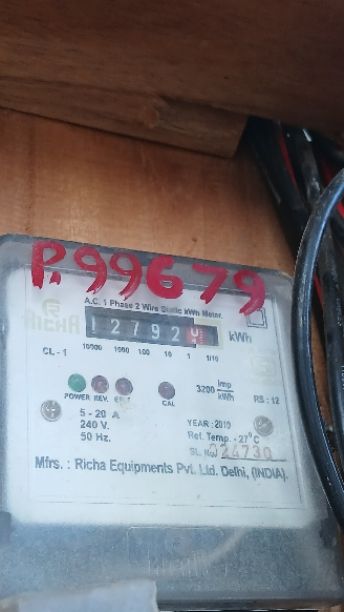 P.99679
A.C. 1 Phase 2 Wire Static kWh Meter.
RICHA
12792 kWh
CL - 1 10000 1000 100 10 1 1/10
3200 imp/kWh RS : 12
POWER REV. CAL
5 - 20 A
240 V. YEAR : 2010
50 Hz. Ref. Temp. - 27°C
SL. No. 024730
Mfrs. : Richa Equipments Pvt. Ltd. Delhi, (INDIA).